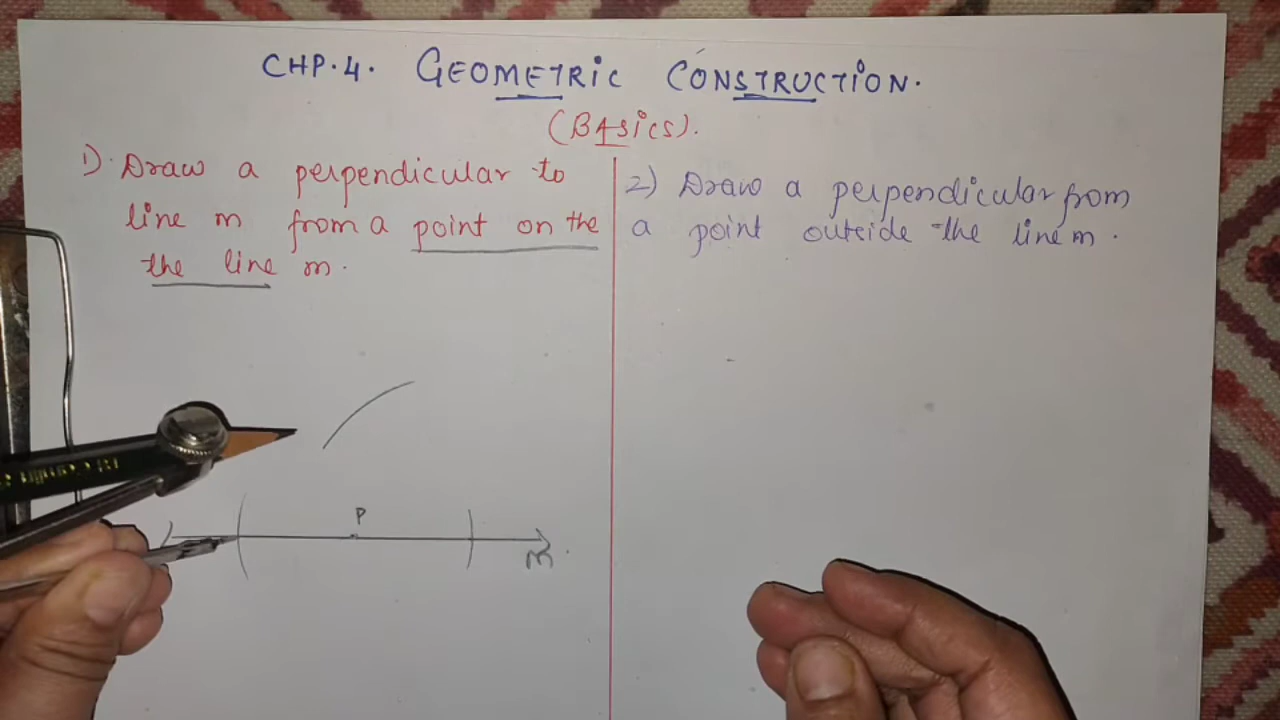 CHP.4. GEOMETRIC CONSTRUCTION.
(BASICS).
1). Draw a perpendicular to
line m from a point on the
the line m.
2) Draw a perpendicular from
a point outside the line m.
P
m